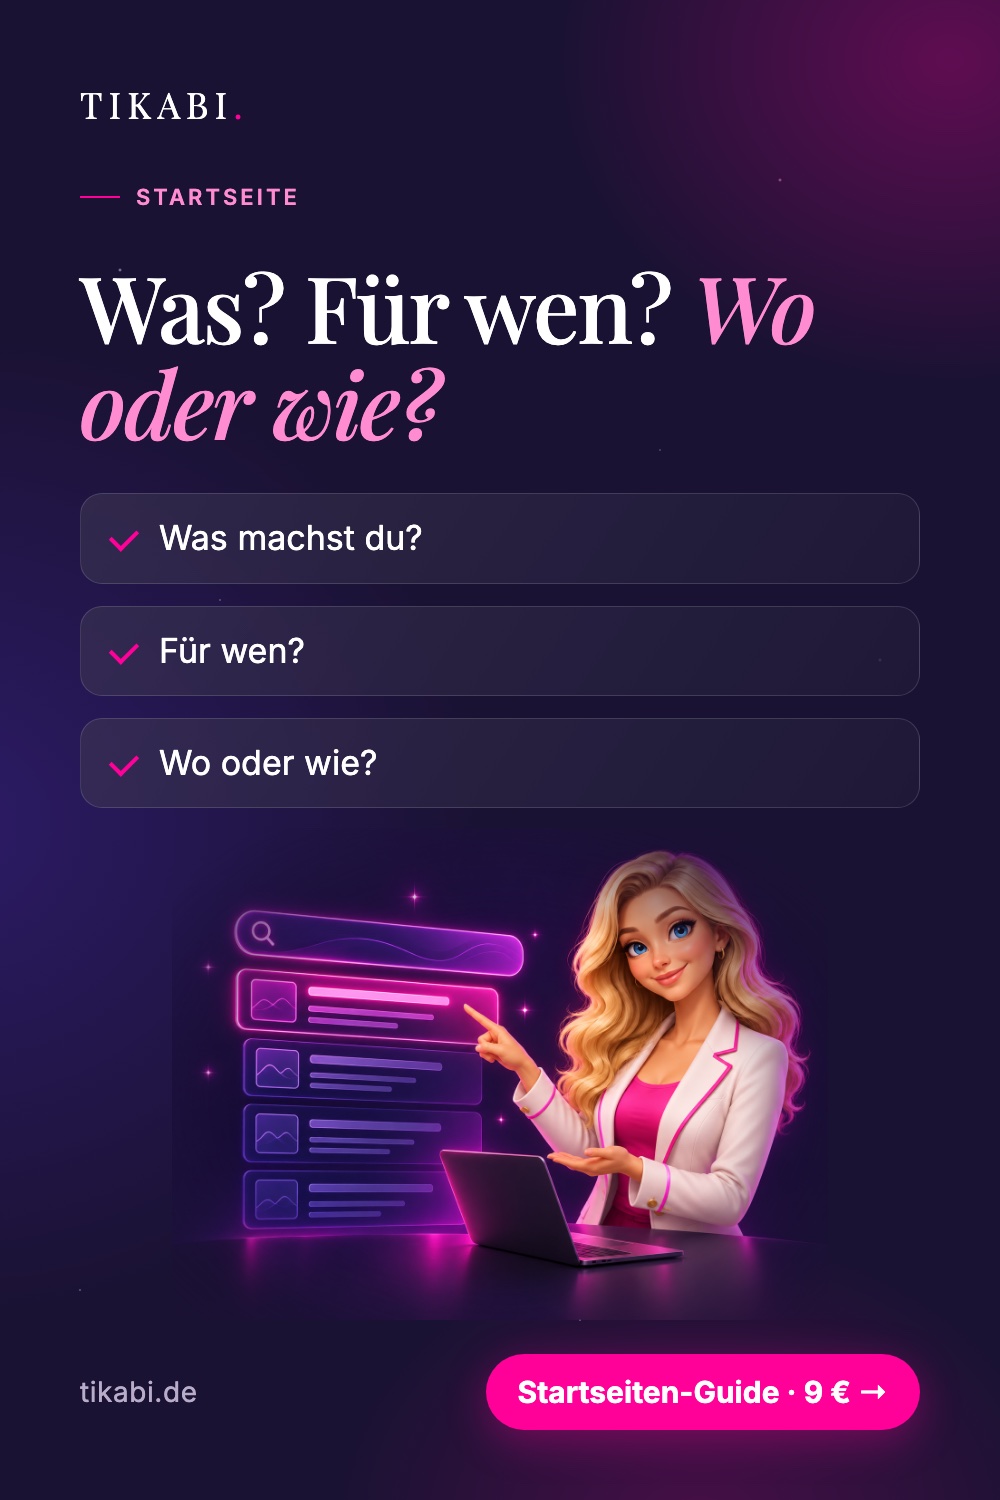 TIKABI.
STARTSEITE
Was? Für wen? Wo
oder wie?
Was machst du?
Für wen?
Wo oder wie?
tikabi.de
Startseiten-Guide · 9 € →